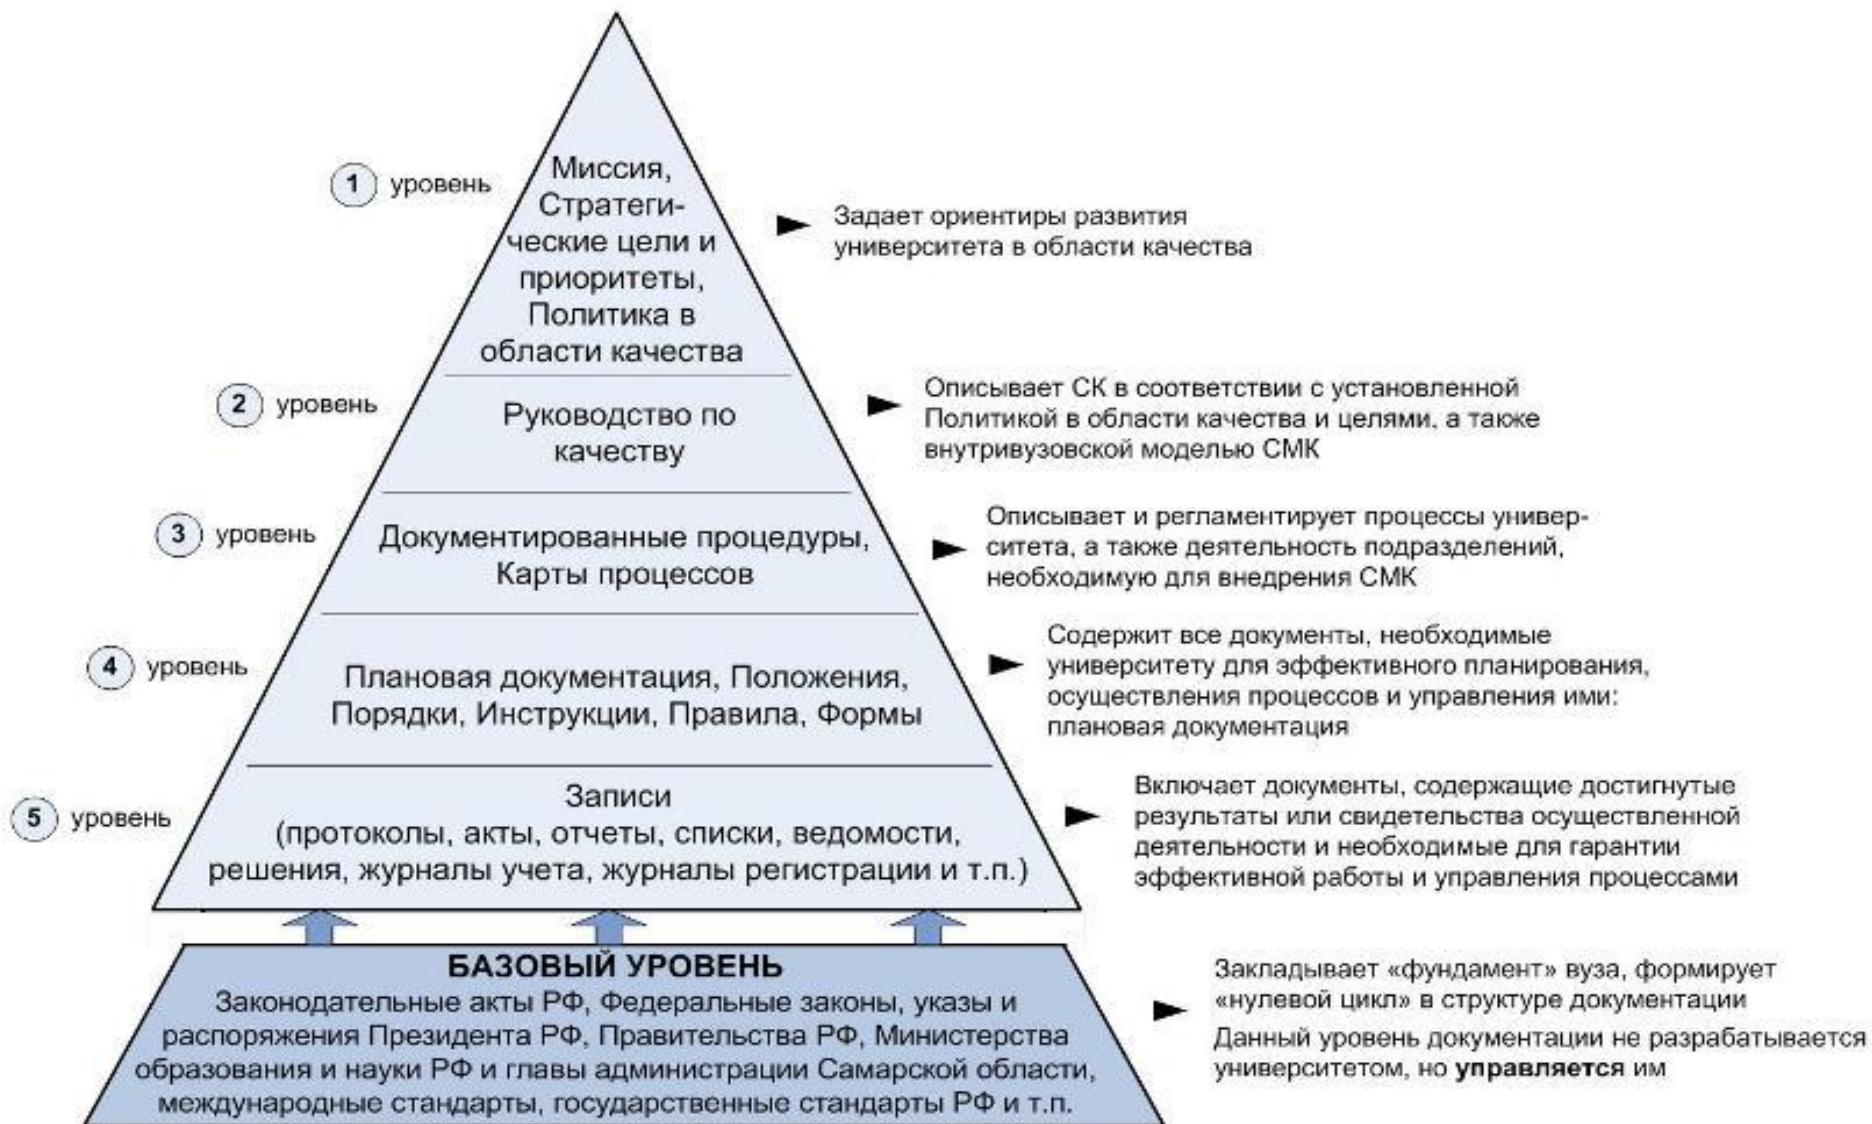 1 уровень
Миссия,
Стратеги-
ческие цели и
приоритеты,
Политика в
области качества
Задает ориентиры развития
университета в области качества
2 уровень
Руководство по
качеству
Описывает СК в соответствии с установленной
Политикой в области качества и целями, а также
внутривузовской моделью СМК
3 уровень
Документированные процедуры,
Карты процессов
Описывает и регламентирует процессы универ-
ситета, а также деятельность подразделений,
необходимую для внедрения СМК
4 уровень
Плановая документация, Положения,
Порядки, Инструкции, Правила, Формы
Содержит все документы, необходимые
университету для эффективного планирования,
осуществления процессов и управления ими:
плановая документация
5 уровень
Записи
(протоколы, акты, отчеты, списки, ведомости,
решения, журналы учета, журналы регистрации и т.п.)
Включает документы, содержащие достигнутые
результаты или свидетельства осуществленной
деятельности и необходимые для гарантии
эффективной работы и управления процессами
БАЗОВЫЙ УРОВЕНЬ
Законодательные акты РФ, Федеральные законы, указы и
распоряжения Президента РФ, Правительства РФ, Министерства
образования и науки РФ и главы администрации Самарской области,
международные стандарты, государственные стандарты РФ и т.п.
Закладывает «фундамент» вуза, формирует
«нулевой цикл» в структуре документации
Данный уровень документации не разрабатывается
университетом, но управляется им